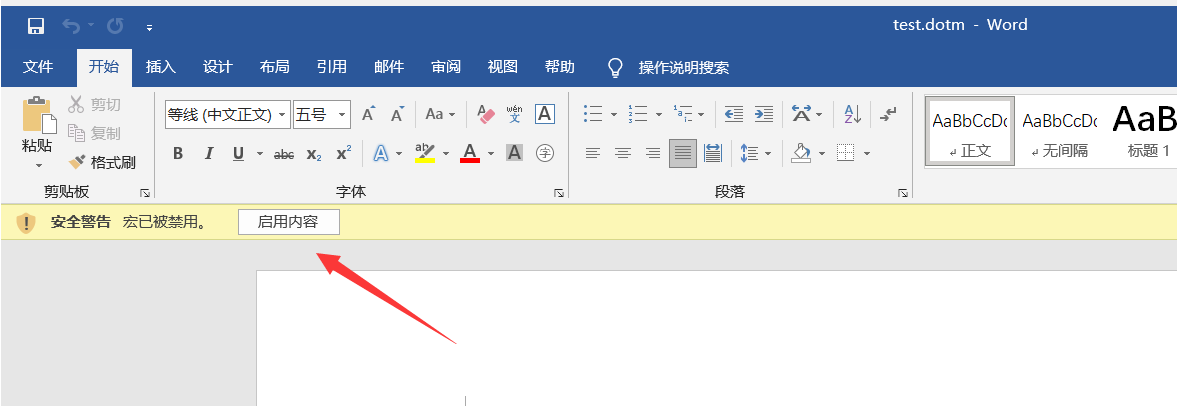 test.dotm - Word
文件 开始 插入 设计 布局 引用 邮件 审阅 视图 帮助 操作说明搜索
粘贴
剪切
复制
格式刷
剪贴板
等线 (中文正文) 五号 A A Aa A wén 文 A
B I U abc x₂ x² A aby A A 字
字体
A Z
段落
AaBbCcDc AaBbCcDc AaB
正文 无间隔 标题 1
安全警告 宏已被禁用。 启用内容